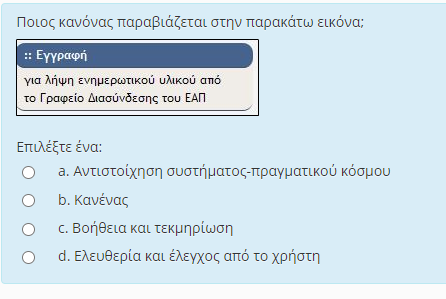 Ποιος κανόνας παραβιάζεται στην παρακάτω εικόνα;
:: Εγγραφή
για λήψη ενημερωτικού υλικού από
το Γραφείο Διασύνδεσης του ΕΑΠ
Επιλέξτε ένα:
a. Αντιστοίχηση συστήματος-πραγματικού κόσμου
b. Κανένας
c. Βοήθεια και τεκμηρίωση
d. Ελευθερία και έλεγχος από το χρήστη